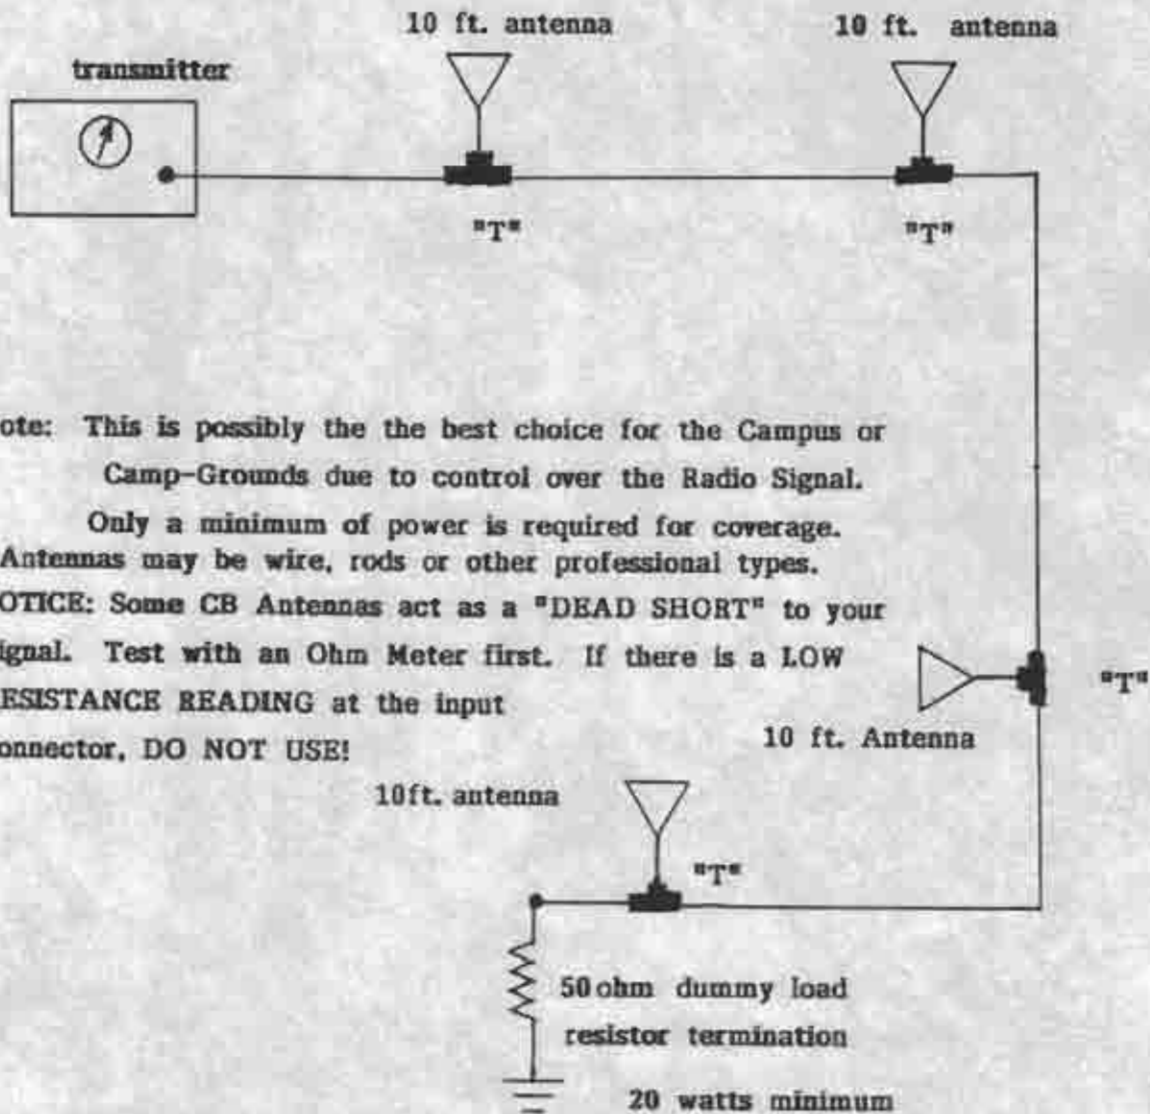 10 ft. antenna
10 ft. antenna
transmitter
"T"
"T"
ote: This is possibly the the best choice for the Campus or
Camp-Grounds due to control over the Radio Signal.
Only a minimum of power is required for coverage.
Antennas may be wire, rods or other professional types.
OTICE: Some CB Antennas act as a "DEAD SHORT" to your
ignal. Test with an Ohm Meter first. If there is a LOW
ESISTANCE READING at the input
onnector, DO NOT USE!
"T"
10 ft. Antenna
10ft. antenna
"T"
50 ohm dummy load
resistor termination
20 watts minimum